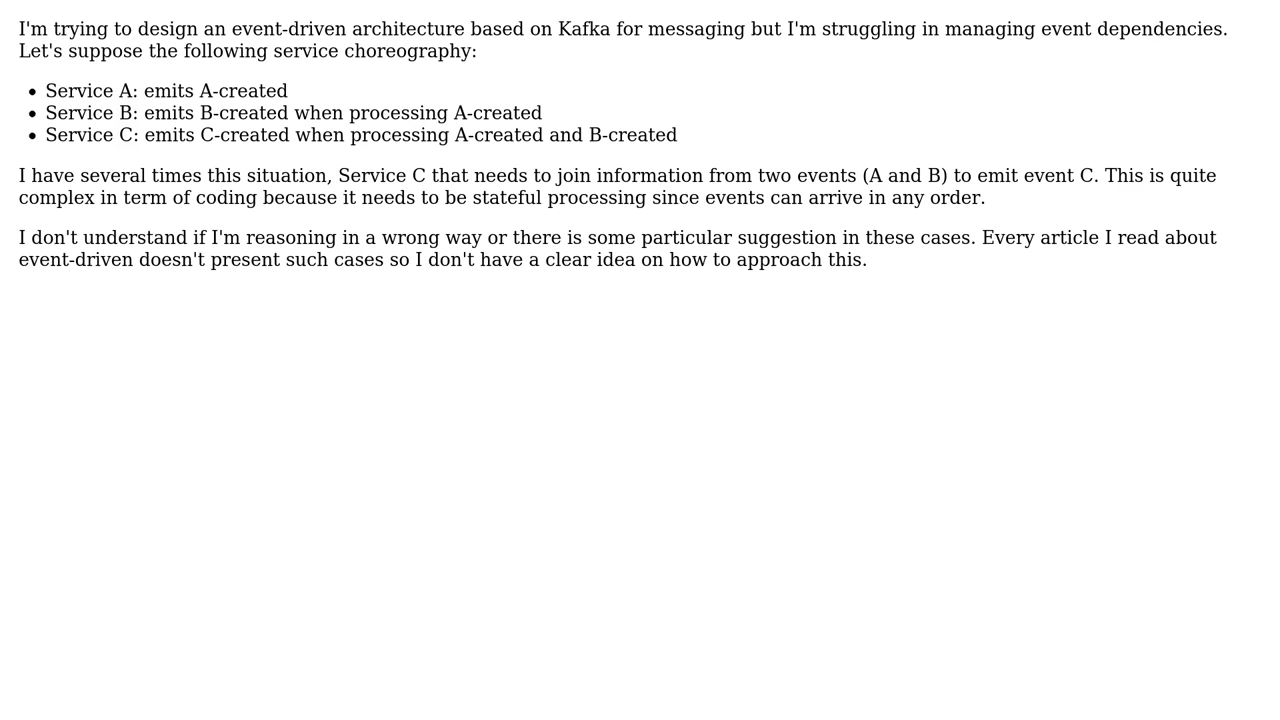 I'm trying to design an event-driven architecture based on Kafka for messaging but I'm struggling in managing event dependencies.
Let's suppose the following service choreography:
• Service A: emits A-created
• Service B: emits B-created when processing A-created
• Service C: emits C-created when processing A-created and B-created
I have several times this situation, Service C that needs to join information from two events (A and B) to emit event C. This is quite
complex in term of coding because it needs to be stateful processing since events can arrive in any order.
I don't understand if I'm reasoning in a wrong way or there is some particular suggestion in these cases. Every article I read about
event-driven doesn't present such cases so I don't have a clear idea on how to approach this.